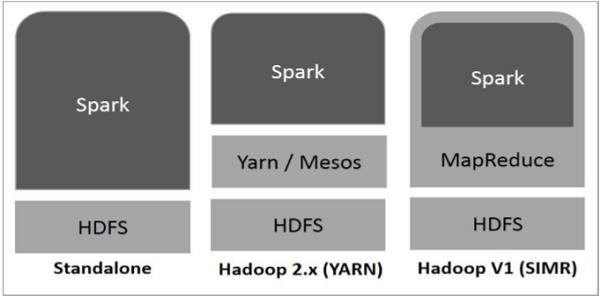 Spark
HDFS
Standalone
Spark
Yarn / Mesos
HDFS
Hadoop 2.x (YARN)
Spark
MapReduce
HDFS
Hadoop V1 (SIMR)